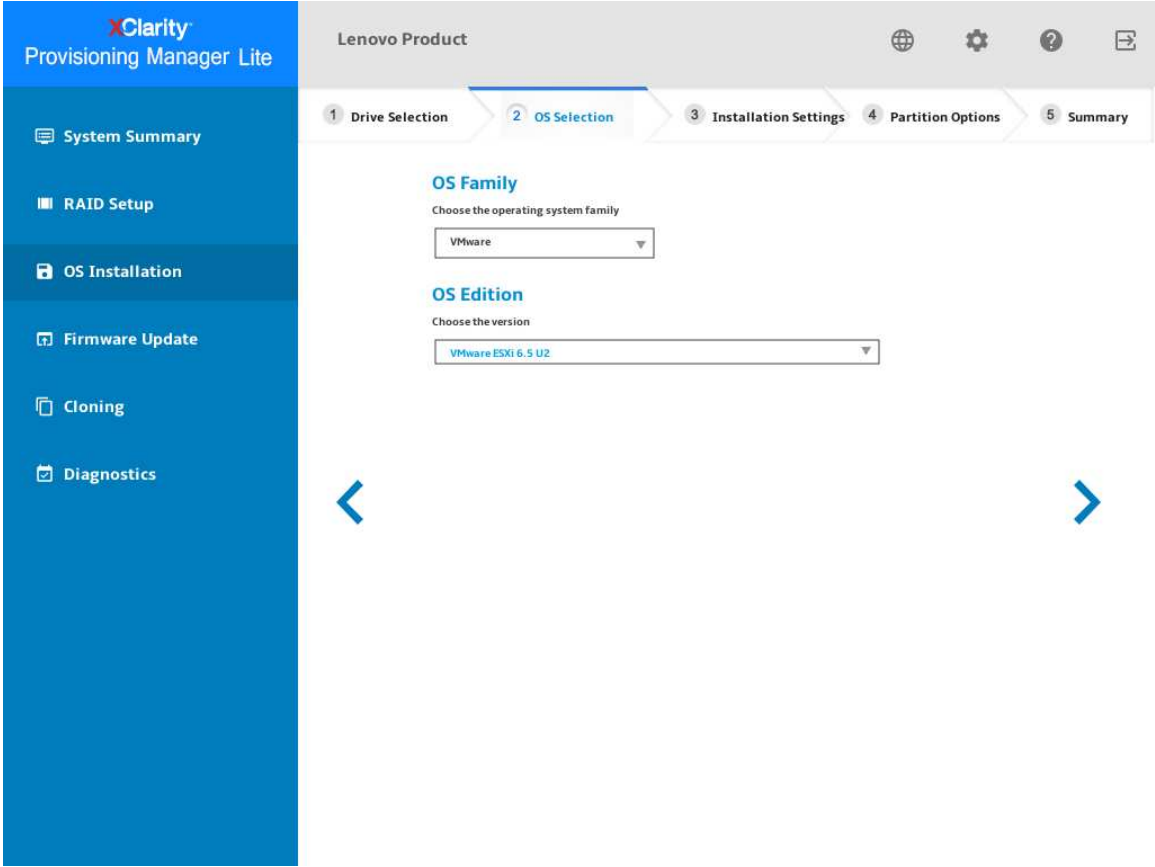 XClarity
Provisioning Manager Lite
Lenovo Product
System Summary
RAID Setup
OS Installation
Firmware Update
Cloning
Diagnostics
1 Drive Selection
2 OS Selection
3 Installation Settings
4 Partition Options
5 Summary
OS Family
Choose the operating system family
VMware
OS Edition
Choose the version
VMware ESXi 6.5 U2